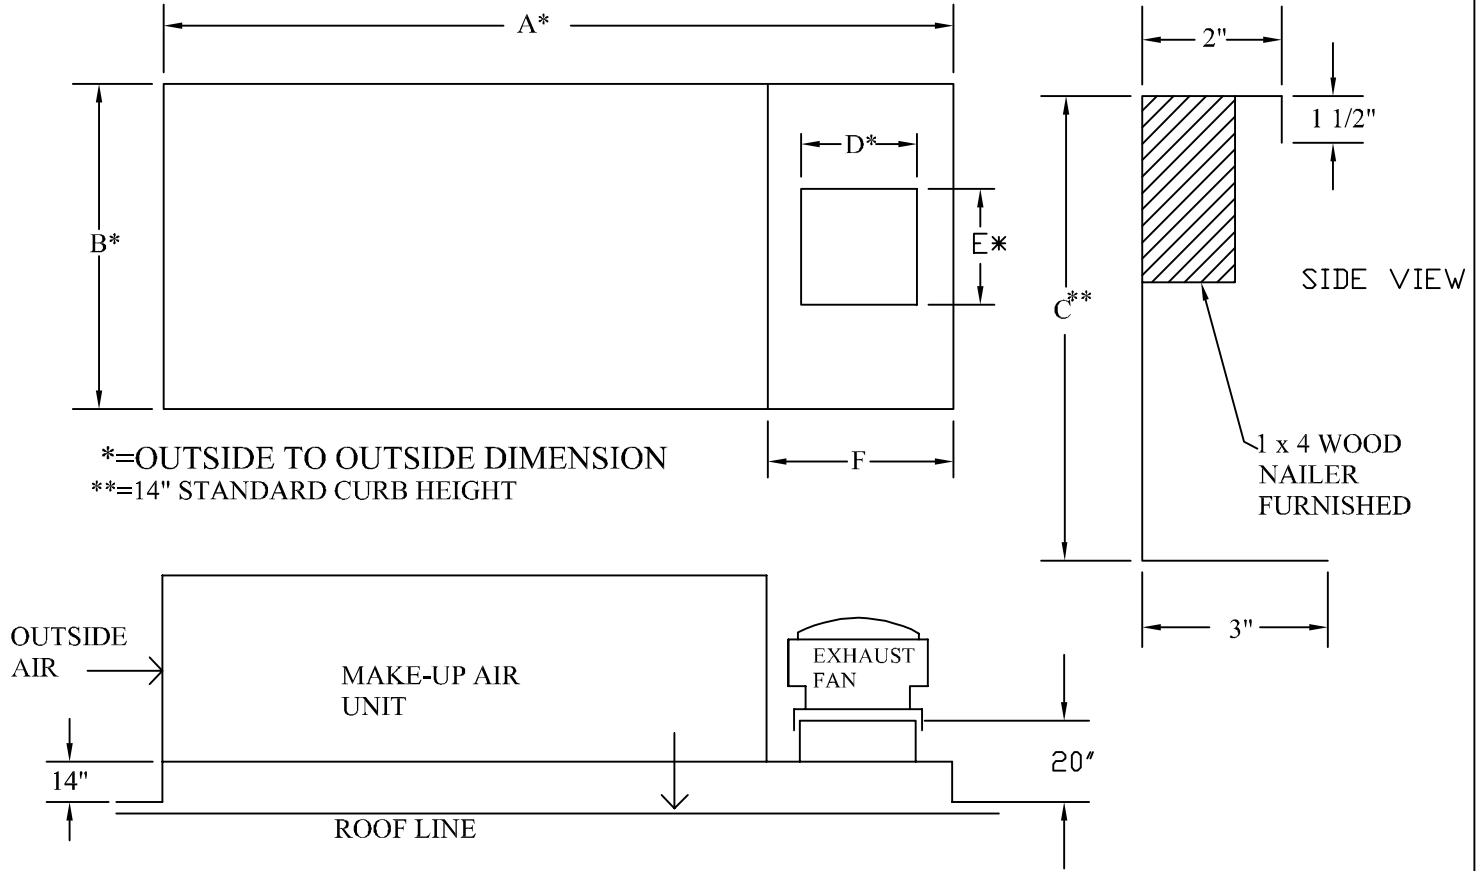 A*
2"
1 1/2"
D*
B*
E*
SIDE VIEW
C**
1 x 4 WOOD
NAILER
FURNISHED
*=OUTSIDE TO OUTSIDE DIMENSION
**=14" STANDARD CURB HEIGHT
F
3"
OUTSIDE
AIR
MAKE-UP AIR
UNIT
EXHAUST
FAN
14"
20"
ROOF LINE